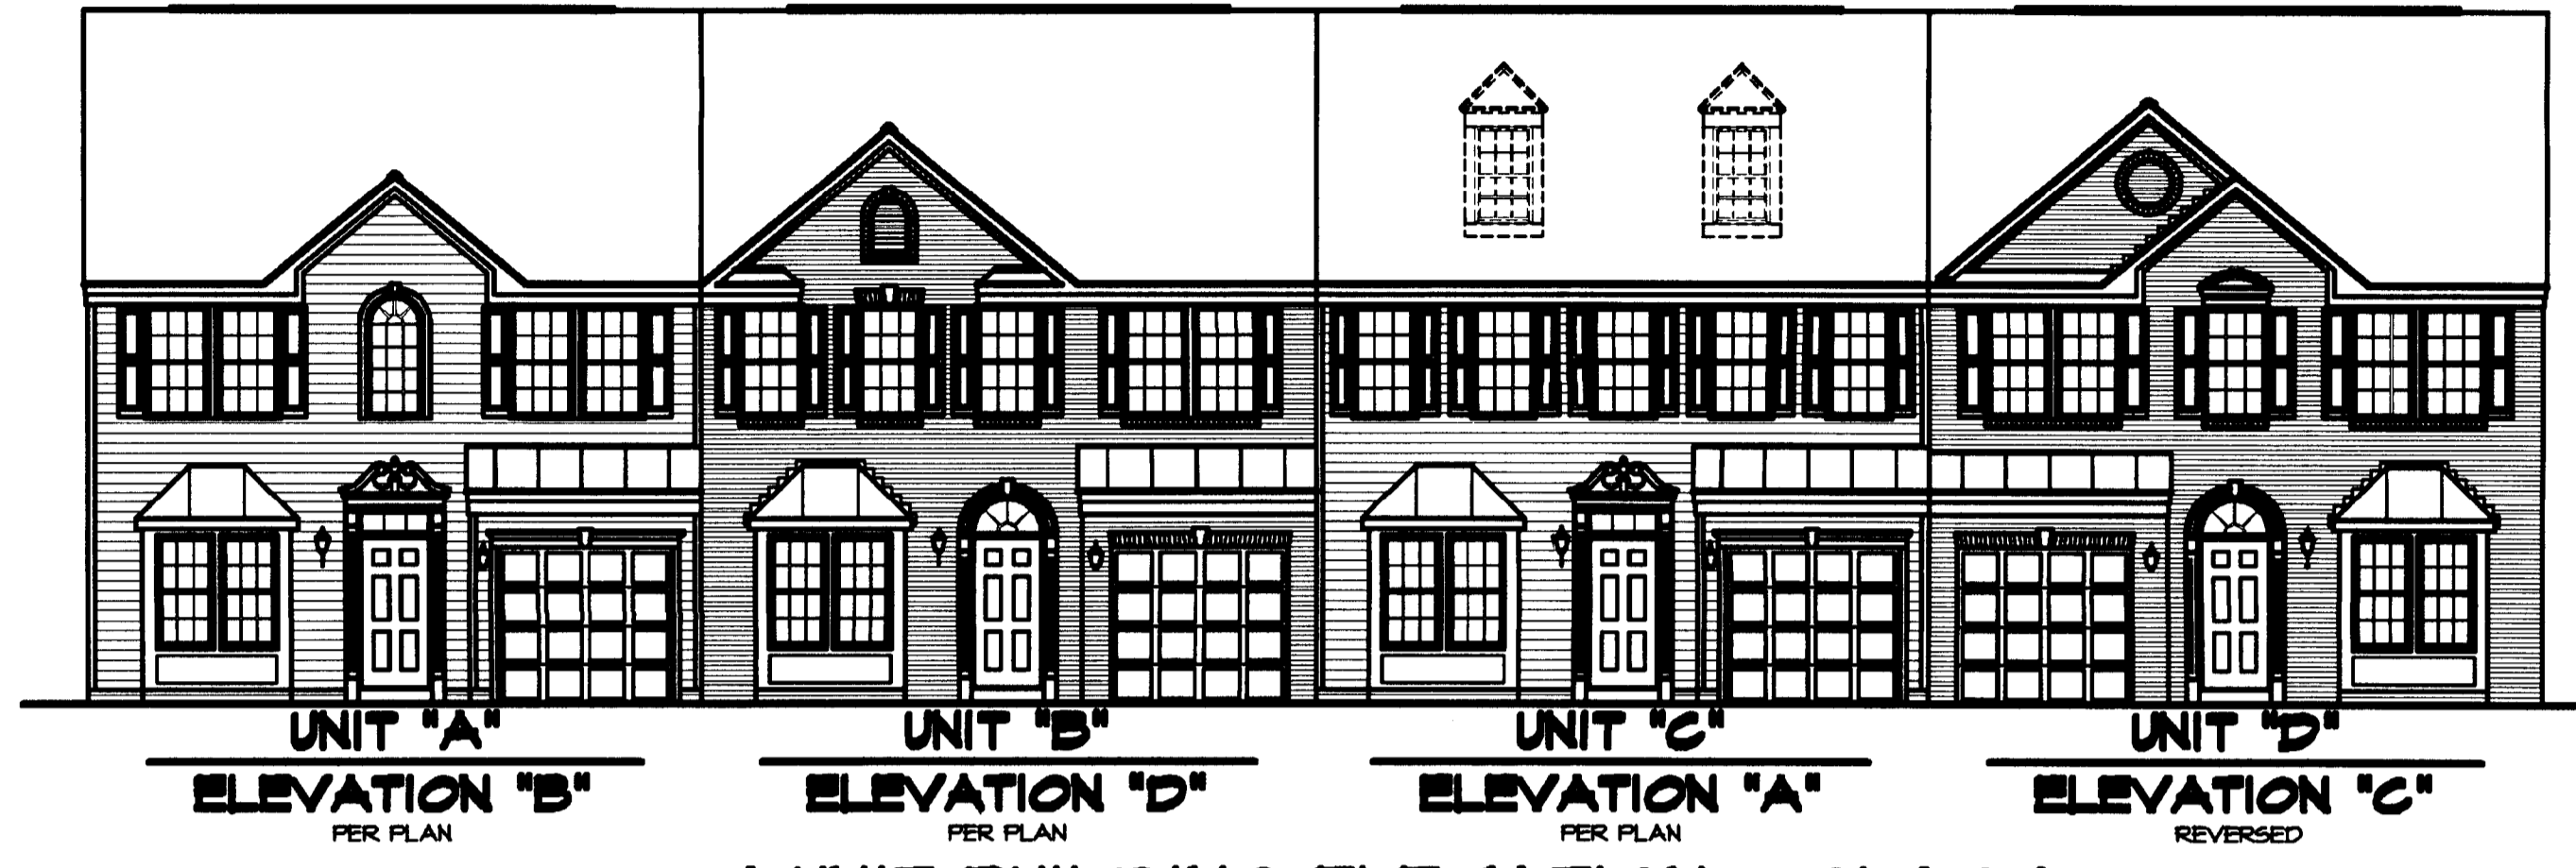 UNIT "A" UNIT "B" UNIT "C" UNIT "D"
ELEVATION "B" ELEVATION "D" ELEVATION "A" ELEVATION "C"
PER PLAN PER PLAN PER PLAN REVERSED